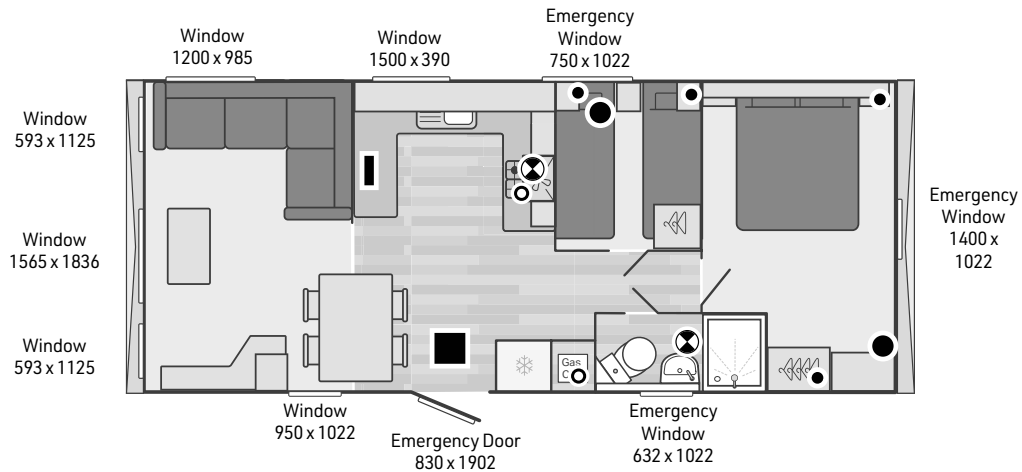 Window
1200 x 985
Window
1500 x 390
Emergency
Window
750 x 1022
Window
593 x 1125
Window
1565 x 1836
Window
593 x 1125
Emergency
Window
1400 x
1022
Gas
Window
950 x 1022
Emergency Door
830 x 1902
Emergency
Window
632 x 1022